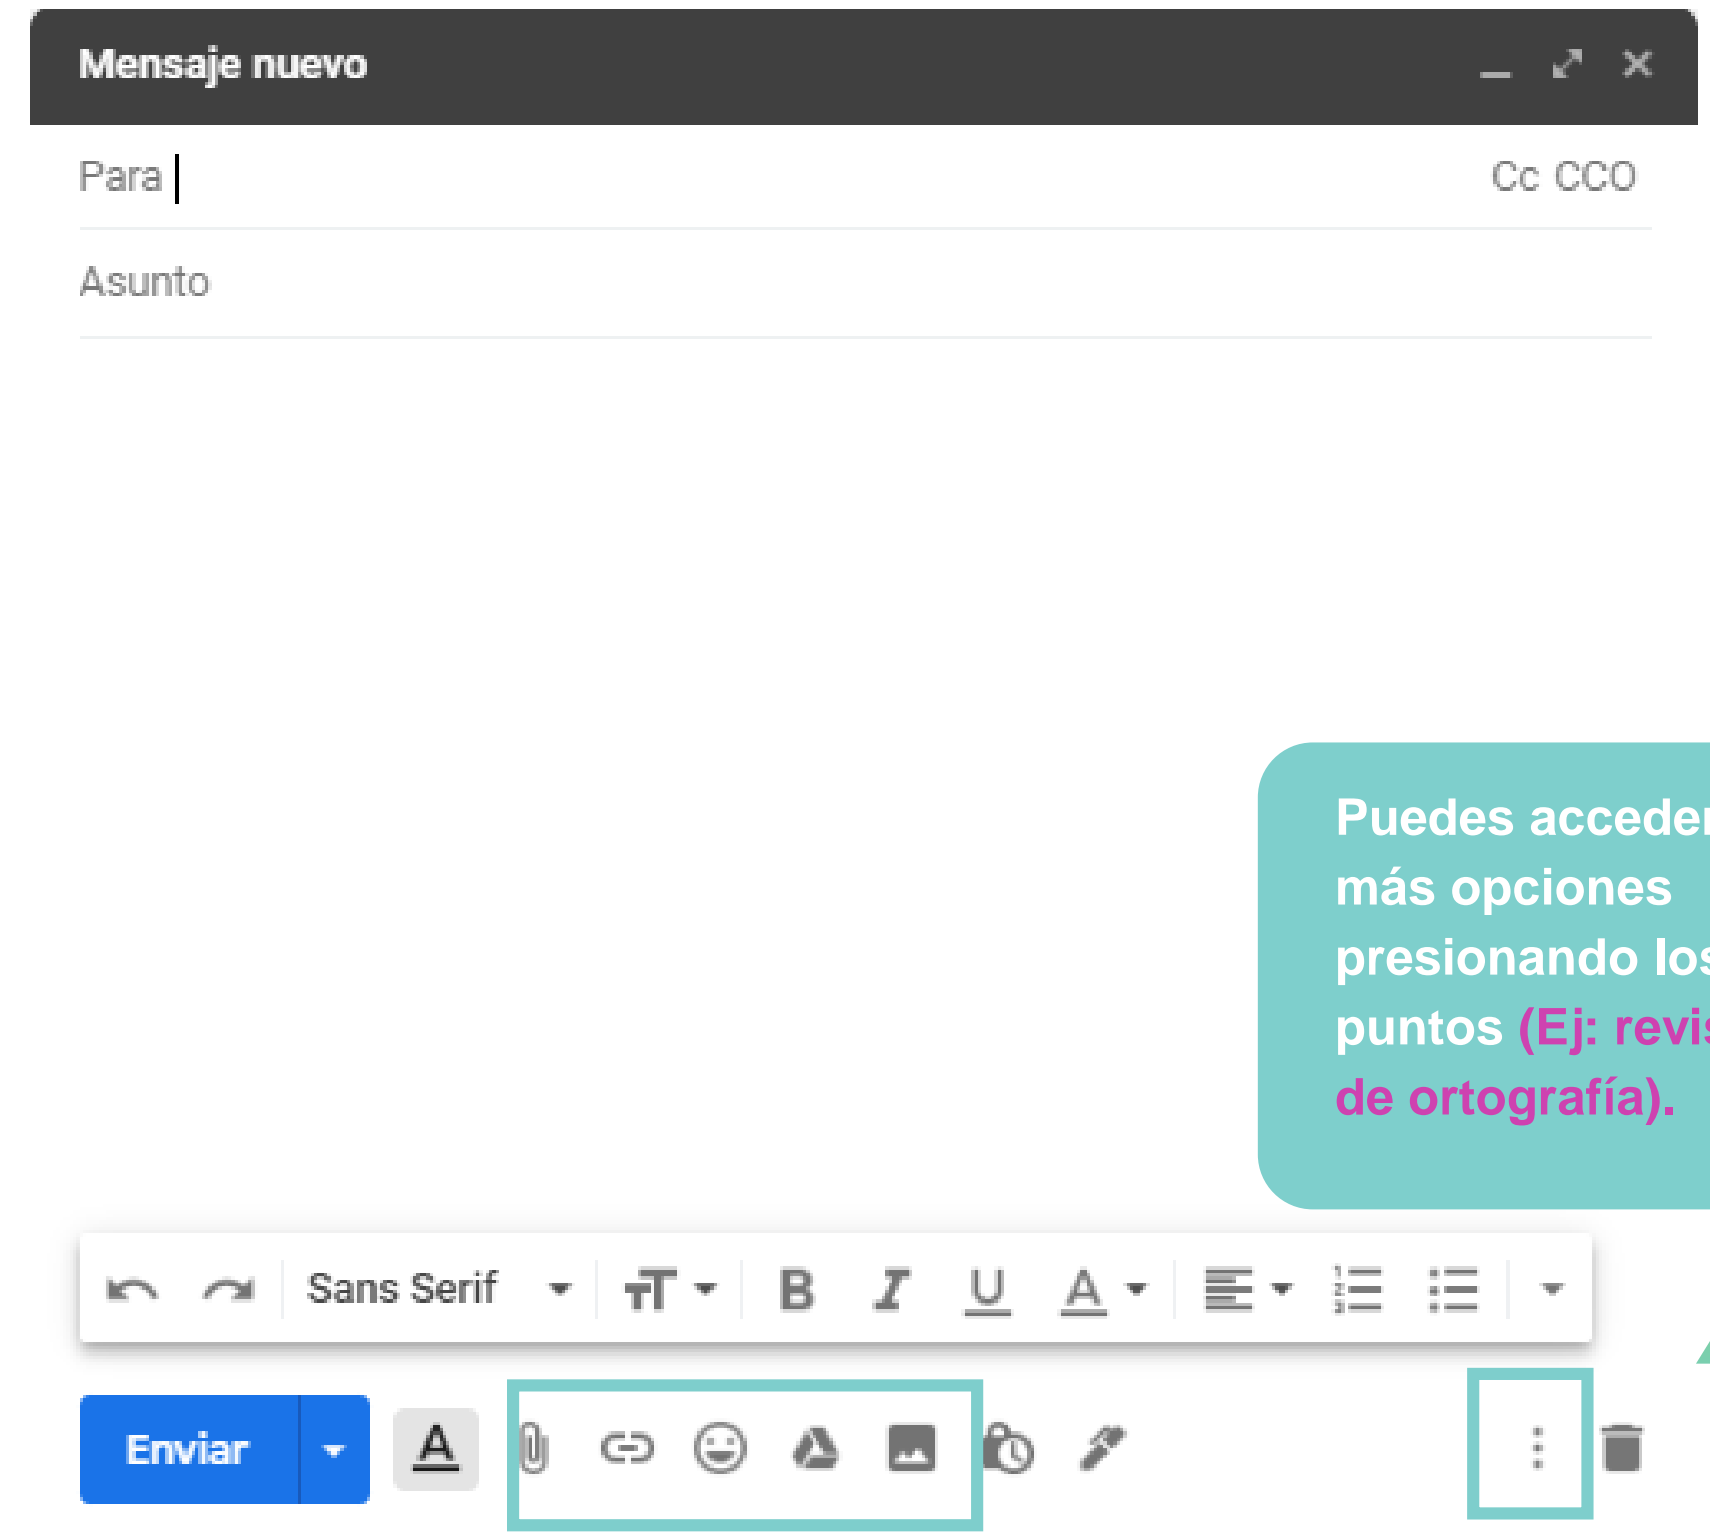 Mensaje nuevo
Para
Cc CCO
Asunto
Puedes acceder
más opciones
presionando los
puntos (Ej: revis
de ortografía).
Sans Serif
Enviar